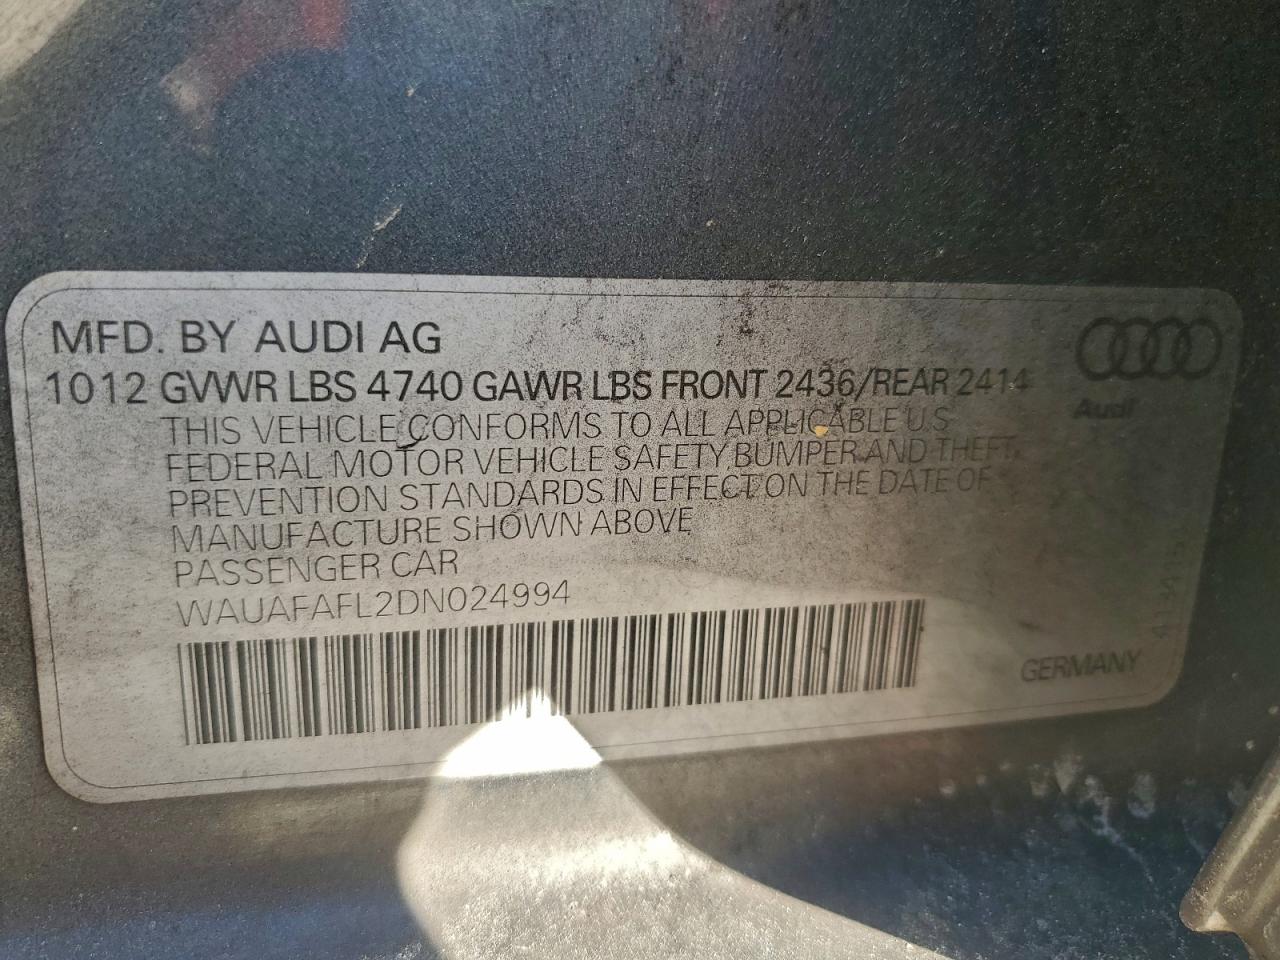 MFD. BY AUDI AG
1012 GVWR LBS 4740 GAWR LBS FRONT 2436/REAR 2414
Audi
THIS VEHICLE CONFORMS TO ALL APPLICABLE U.S
FEDERAL MOTOR VEHICLE SAFETY, BUMPER AND THEFT
PREVENTION STANDARDS IN EFFECT ON THE DATE OF
MANUFACTURE SHOWN ABOVE
PASSENGER CAR
WAUAFAFL2DN024994
GERMANY